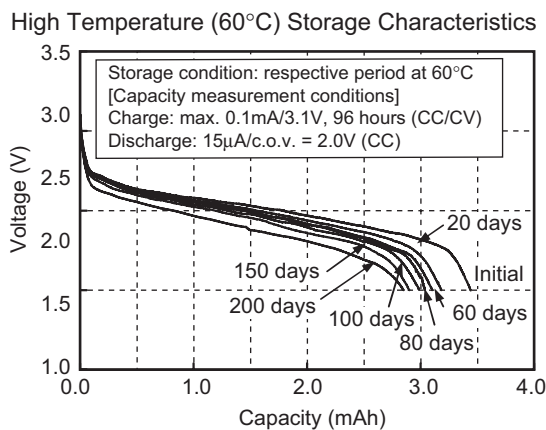 High Temperature (60°C) Storage Characteristics
3.5
Storage condition: respective period at 60°C
[Capacity measurement conditions]
Charge: max. 0.1mA/3.1V, 96 hours (CC/CV)
Discharge: 15μA/c.o.v. = 2.0V (CC)
3.0
2.5
2.0
1.5
1.0
Voltage (V)
20 days
150 days
Initial
200 days
100 days
60 days
80 days
0.0
1.0
2.0
3.0
4.0
Capacity (mAh)